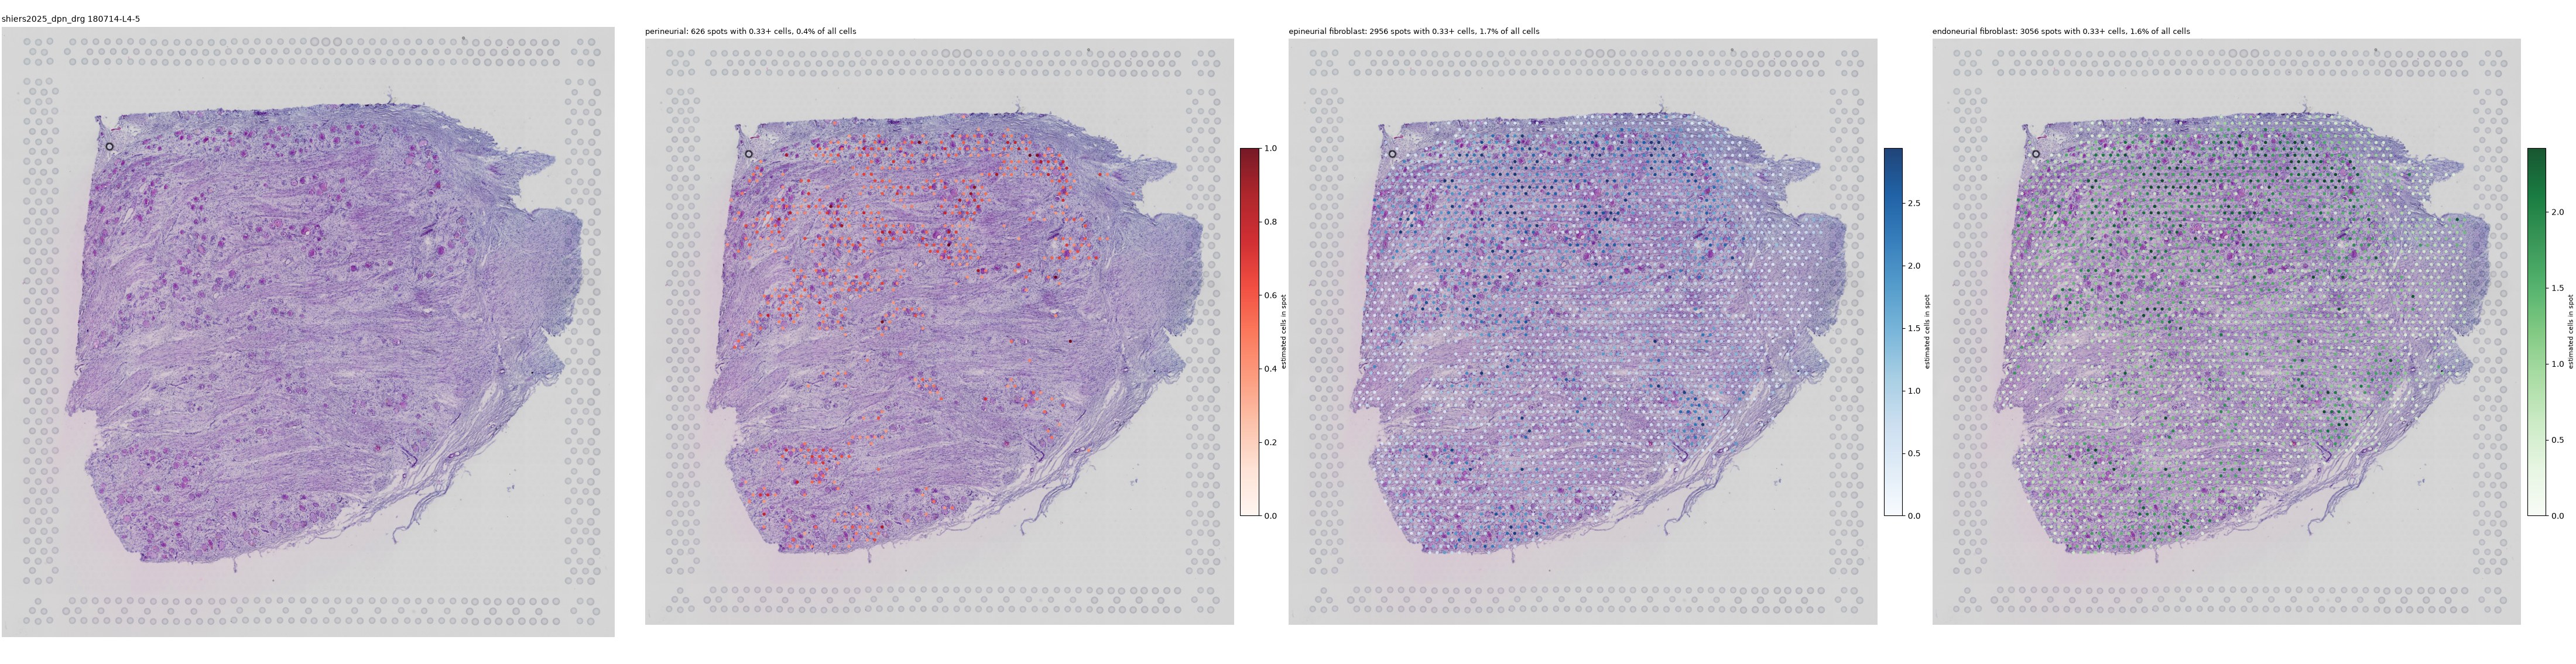 shiers2025_dpn_drg 180714-L4-5
perineurial: 626 spots with 0.33+ cells, 0.4% of all cells
1.0
0.8
0.6
0.4
0.2
0.0
estimated cells in spot
epineurial fibroblast: 2956 spots with 0.33+ cells, 1.7% of all cells
2.5
2.0
1.5
1.0
0.5
0.0
estimated cells in spot
endoneurial fibroblast: 3056 spots with 0.33+ cells, 1.6% of all cells
2.0
1.5
1.0
0.5
0.0
estimated cells in spot